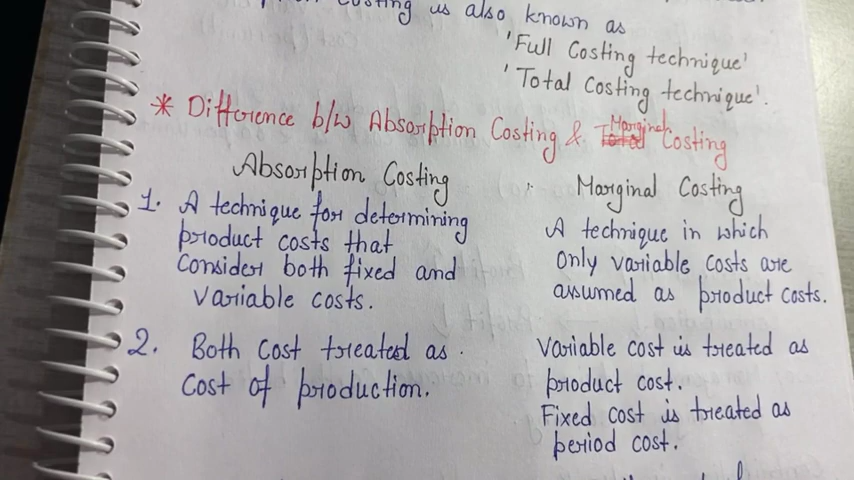 Costing is also known as
'Full Costing technique'
'Total Costing technique'.
* Difference b/w Absorption Costing & Marginal Costing
Absorption Costing
Marginal Costing
1. A technique for determining
product costs that
Consider both fixed and
variable costs.
A technique in which
only variable costs are
assumed as product costs.
2. Both Cost treated as
Cost of production.
Variable cost is treated as
product cost.
Fixed cost is treated as
period cost.